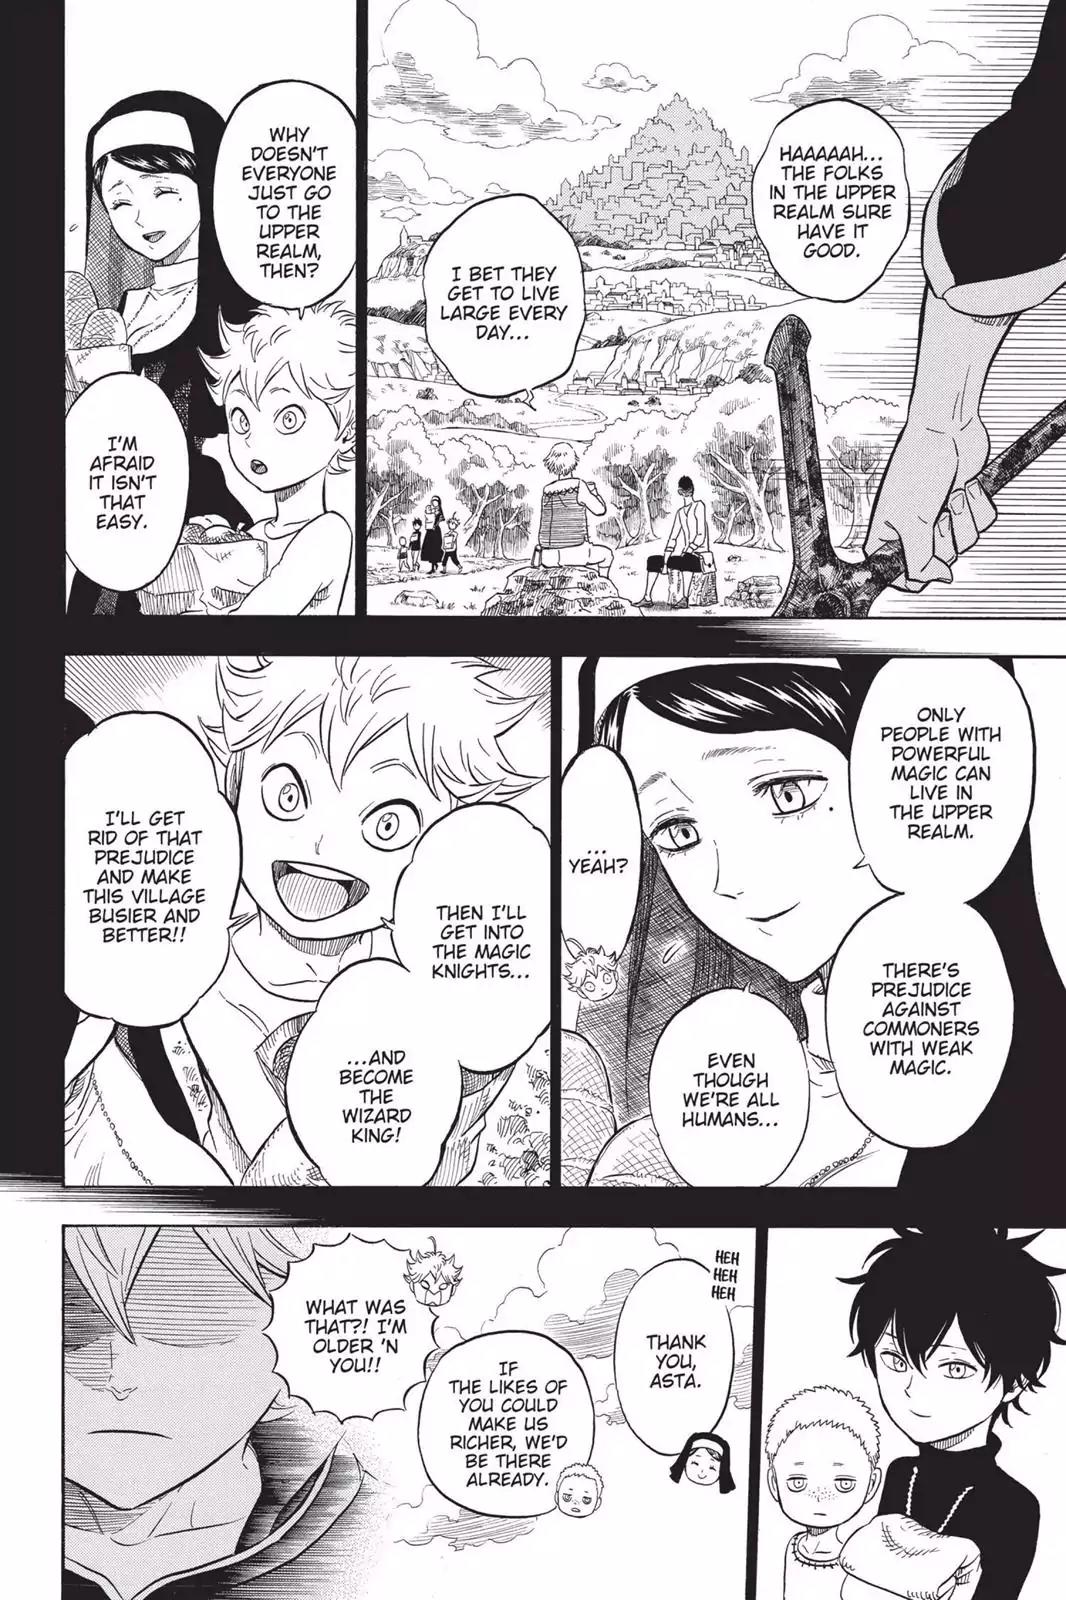 HAAAAAH...
THE FOLKS
IN THE UPPER
REALM SURE
HAVE IT
GOOD.
I BET THEY
GET TO LIVE
LARGE EVERY
DAY...
WHY
DOESN'T
EVERYONE
JUST GO
TO THE
UPPER
REALM,
THEN?
I'M
AFRAID
IT ISN'T
THAT
EASY.
ONLY
PEOPLE WITH
POWERFUL
MAGIC CAN
LIVE IN
THE UPPER
REALM.
THERE'S
PREJUDICE
AGAINST
COMMONERS
WITH WEAK
MAGIC.
EVEN
THOUGH
WE'RE ALL
HUMANS...
...
YEAH?
THEN I'LL
GET INTO
THE MAGIC
KNIGHTS...
...AND
BECOME
THE
WIZARD
KING!
I'LL GET
RID OF THAT
PREJUDICE
AND MAKE
THIS VILLAGE
BUSIER AND
BETTER!!
HEH
HEH
HEH
THANK
YOU,
ASTA.
IF
THE LIKES OF
YOU COULD
MAKE US
RICHER, WE'D
BE THERE
ALREADY.
WHAT WAS
THAT?! I'M
OLDER 'N
YOU!!